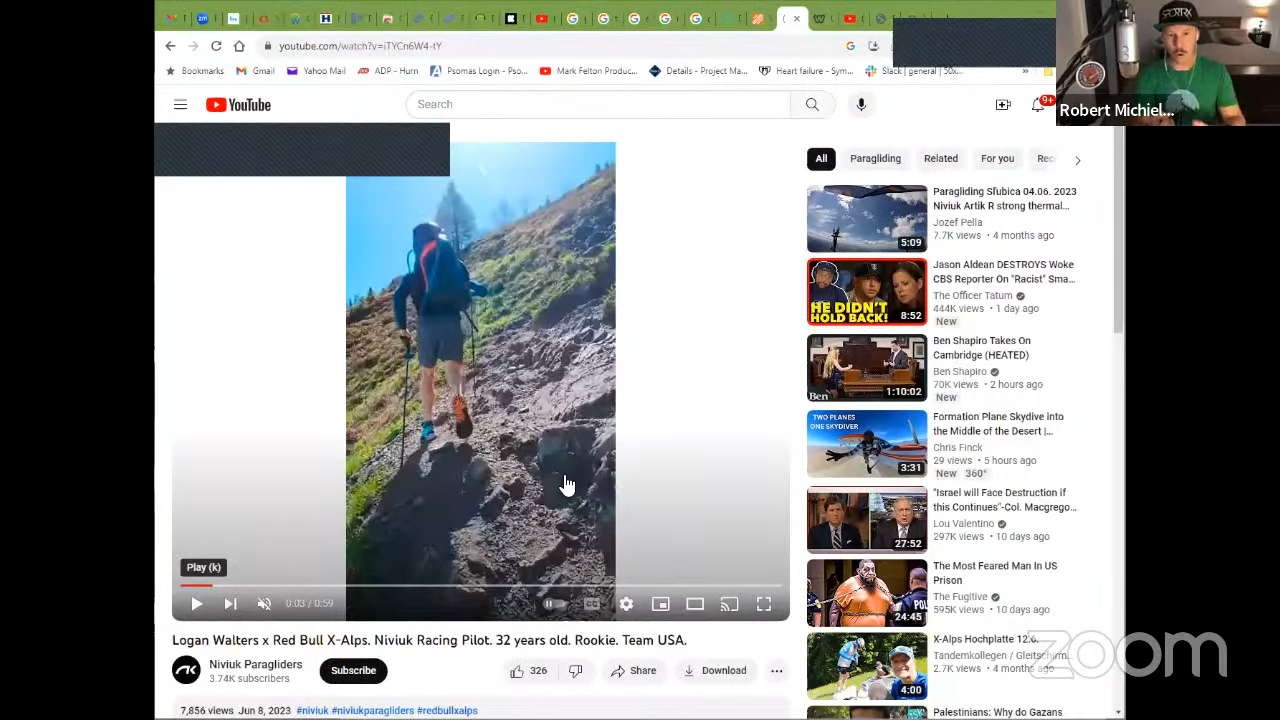 youtube.com/watch?v=iTYCn6W4-tY
Bookmarks
Gmail
Yahoo Mail
ADP - Hurn
Psomas Login - Pso...
Mark Felton Produc...
Details - Project Ma...
Heart failure - Sym...
Slack | general | 50x...
»
SPORTRX
Robert Michiel...
YouTube
Search
9+
All
Paragliding
Related
For you
Rec
Paragliding Sľubica 04.06. 2023
Niviuk Artik R strong thermal...
Jozef Pella
7.7K views • 4 months ago
5:09
Jason Aldean DESTROYS Woke
CBS Reporter On "Racist" Sma...
The Officer Tatum
444K views • 1 day ago
New
HE DIDN'T
HOLD BACK!
8:52
Ben Shapiro Takes On
Cambridge (HEATED)
Ben Shapiro
70K views • 2 hours ago
New
Ben
1:10:02
TWO PLANES
ONE SKYDIVER
3:31
Formation Plane Skydive into
the Middle of the Desert |...
Chris Finck
29 views • 5 hours ago
New 360°
"Israel will Face Destruction if
this Continues"-Col. Macgrego...
Lou Valentino
297K views • 10 days ago
27:52
The Most Feared Man In US
Prison
The Fugitive
595K views • 10 days ago
POL
24:45
X-Alps Hochplatte 12.6.
Tandemkollegen / Gleitschirm...
2.7K views • 4 months ago
4:00
Palestinians: Why do Gazans
Play (k)
0:03 / 0:59
Logan Walters x Red Bull X-Alps. Niviuk Racing Pilot. 32 years old. Rookie. Team USA.
Niviuk Paragliders
3.74K subscribers
Subscribe
326
Share
Download
7,859 views Jun 8, 2023 #niviuk #niviukparagliders #redbullxalps
zoom